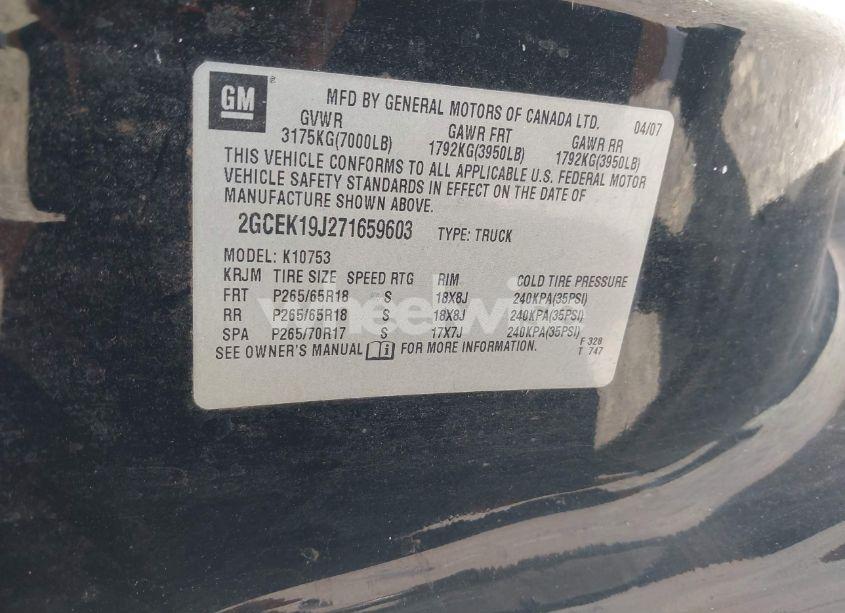 GM
MFD BY GENERAL MOTORS OF CANADA LTD. 04/07
GVWR GAWR FRT GAWR RR
3175KG(7000LB) 1792KG(3950LB) 1792KG(3950LB)
THIS VEHICLE CONFORMS TO ALL APPLICABLE U.S. FEDERAL MOTOR
VEHICLE SAFETY STANDARDS IN EFFECT ON THE DATE OF
MANUFACTURE SHOWN ABOVE.
2GCEK19J271659603 TYPE: TRUCK
MODEL: K10753
KRJM TIRE SIZE SPEED RTG RIM COLD TIRE PRESSURE
FRT P265/65R18 S 18X8J 240KPA(35PSI)
RR P265/65R18 S 18X8J 240KPA(35PSI)
SPA P265/70R17 S 17X7J 240KPA(35PSI)
SEE OWNER'S MANUAL FOR MORE INFORMATION.
F 328
T 747